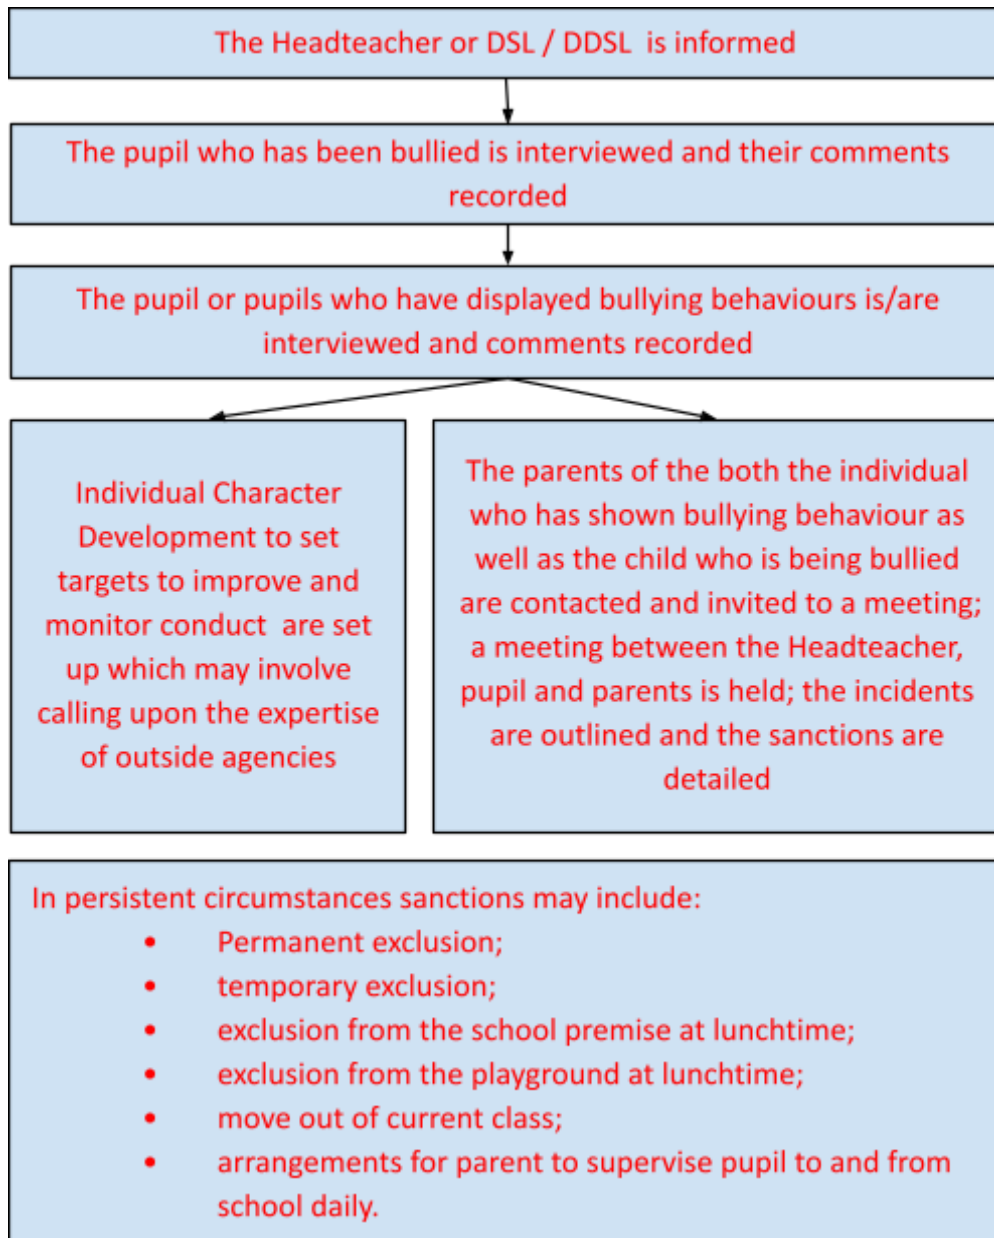 The Headteacher or DSL / DDSL  is informed
The pupil who has been bullied is interviewed and their comments
recorded
The pupil or pupils who have displayed bullying behaviours is/are
interviewed and comments recorded
Individual Character
Development to set
targets to improve and
monitor conduct  are set
up which may involve
calling upon the expertise
of outside agencies
The parents of the both the individual
who has shown bullying behaviour as
well as the child who is being bullied
are contacted and invited to a meeting;
a meeting between the Headteacher,
pupil and parents is held; the incidents
are outlined and the sanctions are
detailed
In persistent circumstances sanctions may include:
• Permanent exclusion;
• temporary exclusion;
• exclusion from the school premise at lunchtime;
• exclusion from the playground at lunchtime;
• move out of current class;
• arrangements for parent to supervise pupil to and from
school daily.